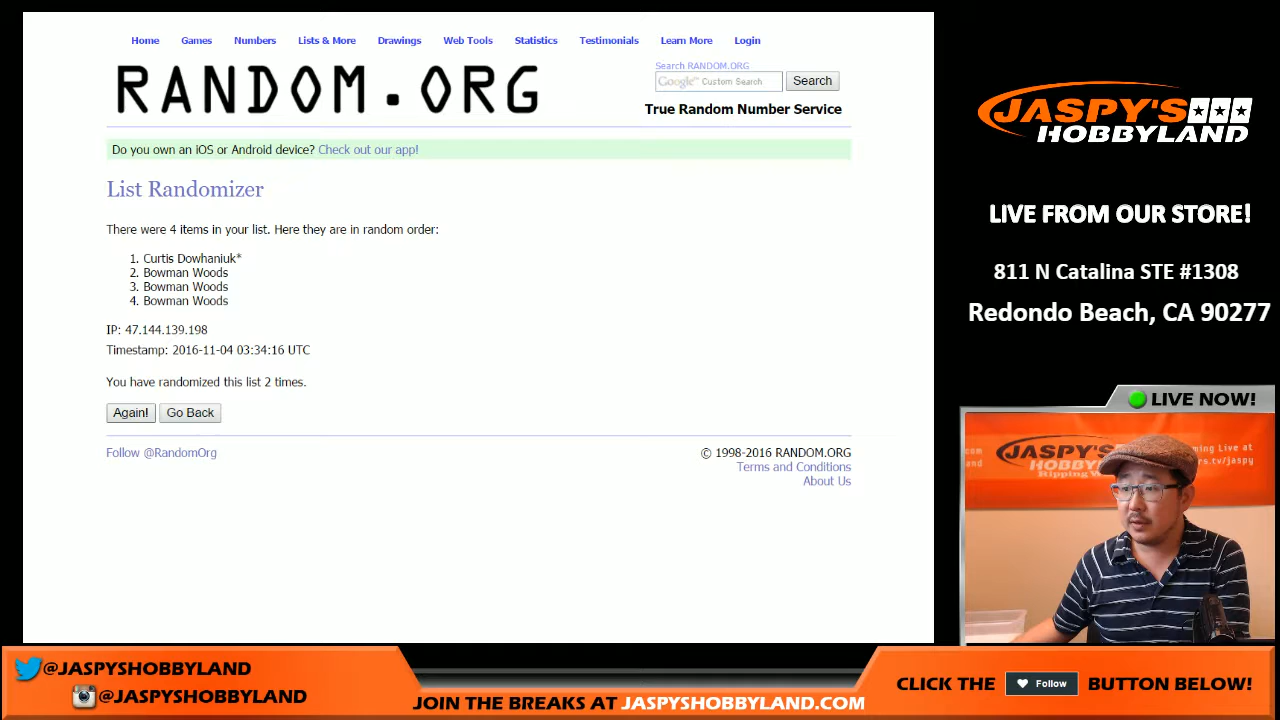 Home Games Numbers Lists & More Drawings Web Tools Statistics Testimonials Learn More Login
RANDOM.ORG
Search RANDOM.ORG
Google™ Custom Search Search
True Random Number Service
Do you own an iOS or Android device? Check out our app!
List Randomizer
There were 4 items in your list. Here they are in random order:
1. Curtis Dowhaniuk*
2. Bowman Woods
3. Bowman Woods
4. Bowman Woods
IP: 47.144.139.198
Timestamp: 2016-11-04 03:34:16 UTC
You have randomized this list 2 times.
Again! Go Back
Follow @RandomOrg
© 1998-2016 RANDOM.ORG
Terms and Conditions
About Us
JASPY'S
HOBBYLAND
LIVE FROM OUR STORE!
811 N Catalina STE #1308
Redondo Beach, CA 90277
LIVE NOW!
JASPY'S
HOBBYLAND
@JASPYSHOBBYLAND
@JASPYSHOBBYLAND
JOIN THE BREAKS AT JASPYSHOBBYLAND.COM
CLICK THE Follow BUTTON BELOW!